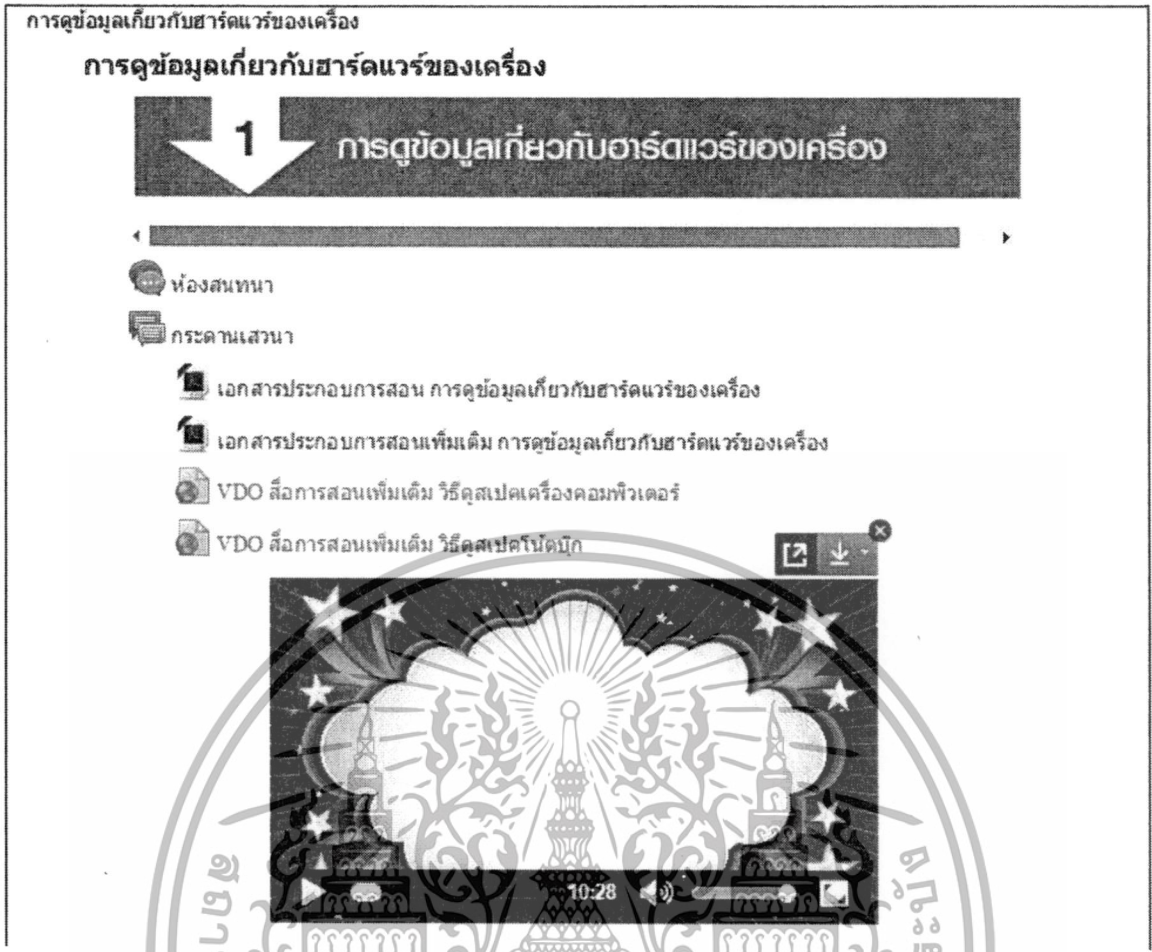 การดูข้อมูลเกี่ยวกับฮาร์ดแวร์ของเครื่อง
การดูข้อมูลเกี่ยวกับฮาร์ดแวร์ของเครื่อง
1
การดูข้อมูลเกี่ยวกับฮาร์ดแวร์ของเครื่อง
ห้องสนทนา
กระดานเสวนา
เอกสารประกอบการสอน การดูข้อมูลเกี่ยวกับฮาร์ดแวร์ของเครื่อง
เอกสารประกอบการสอนเพิ่มเติม การดูข้อมูลเกี่ยวกับฮาร์ดแวร์ของเครื่อง
VDO สื่อการสอนเพิ่มเติม วิธีดูสเปคเครื่องคอมพิวเตอร์
VDO สื่อการสอนเพิ่มเติม วิธีดูสเปคโน้ตบุ๊ก
10:28